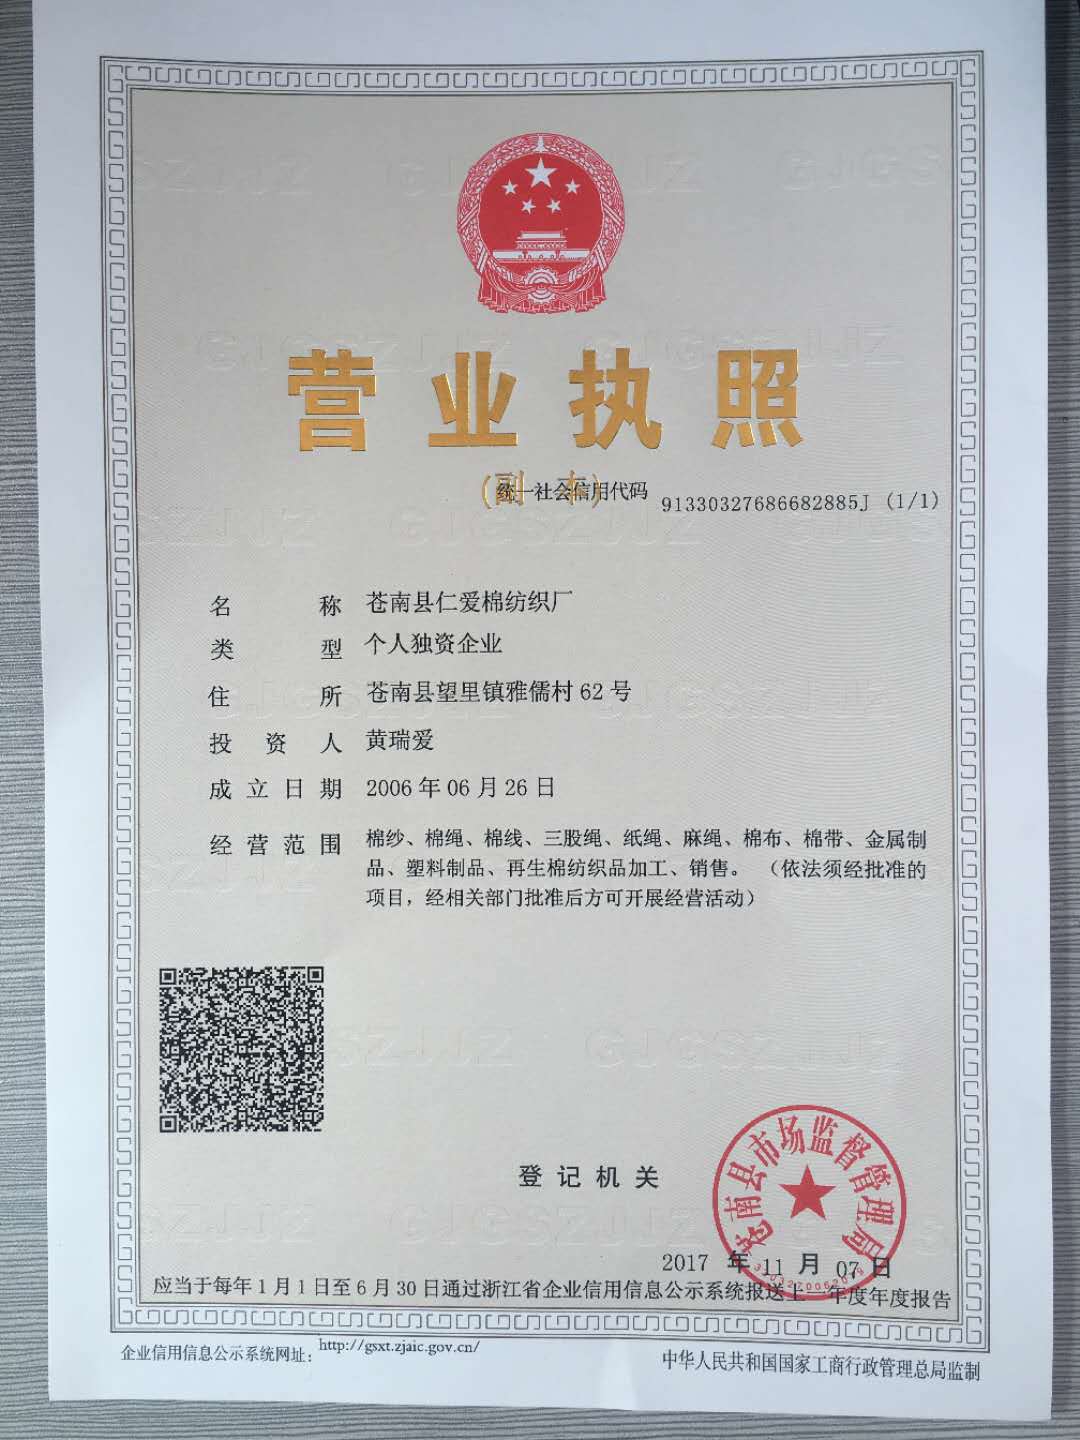 营业执照
(副本)
统一社会信用代码 91330327686682885J (1/1)
名称 苍南县仁爱棉纺织厂
类型 个人独资企业
住所 苍南县望里镇雅儒村62号
投资人 黄瑞爱
成立日期 2006年06月26日
经营范围 棉纱、棉绳、棉线、三股绳、纸绳、麻绳、棉布、棉带、金属制
品、塑料制品、再生棉纺织品加工、销售。（依法须经批准的
项目，经相关部门批准后方可开展经营活动）
登记机关
苍南县市场监督管理局
2017 年 11 月 07 日
应当于每年1月1日至6月30日通过浙江省企业信用信息公示系统报送上一年度年度报告
企业信用信息公示系统网址： http://gsxt.zjaic.gov.cn/
中华人民共和国国家工商行政管理总局监制